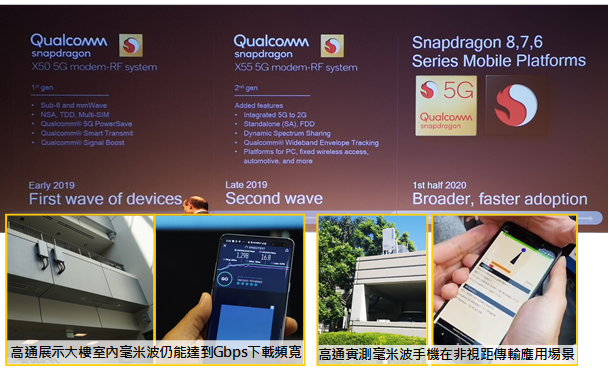 Qualcomm
snapdragon
X50 5G modem-RF system
1st gen
• Sub-6 and mmWave
• NSA, TDD, Multi-SIM
• Qualcomm® 5G PowerSave
• Qualcomm® Smart Transmit
• Qualcomm® Signal Boost
Early 2019
First wave of devices
Qualcomm
snapdragon
X55 5G modem-RF system
2nd gen
Added features
• Integrated 5G to 2G
• Standalone (SA), FDD
• Dynamic Spectrum Sharing
• Qualcomm® Wideband Envelope Tracking
• Platforms for PC, fixed wireless access,
automotive, and more
Late 2019
Second wave
Snapdragon 8,7,6
Series Mobile Platforms
5G
Qualcomm
snapdragon
1st half 2020
Broader, faster adoption
1,298
16.8
GO
高通展示大樓室內毫米波仍能達到Gbps下載頻寬
高通實測毫米波手機在非視距傳輸應用場景